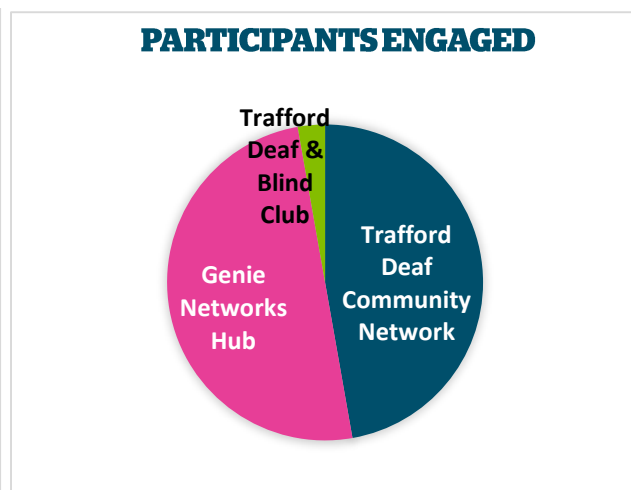 PARTICIPANTS ENGAGED
Trafford
Deaf &
Blind
Club
Trafford
Deaf
Community
Network
Genie
Networks
Hub